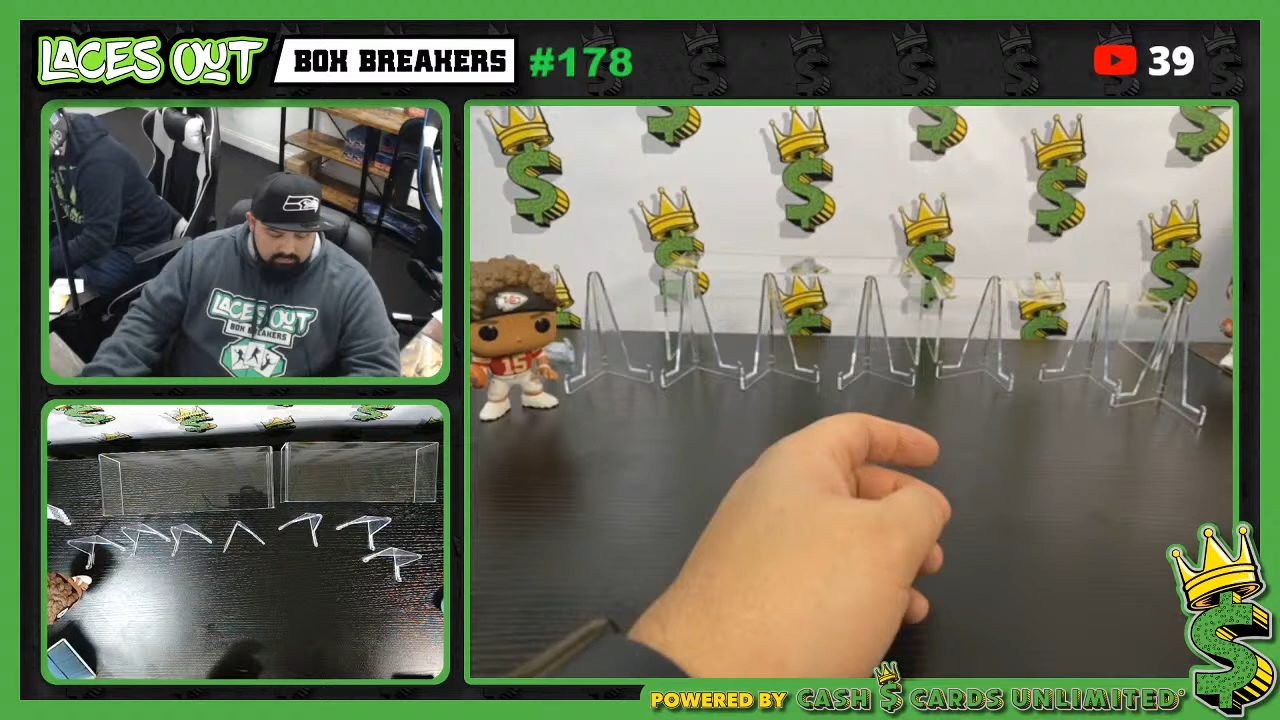 LACES OUT
BOX BREAKERS
#178
39
LACES OUT
BOX BREAKERS
15
POWERED BY CASH $ CARDS UNLIMITED